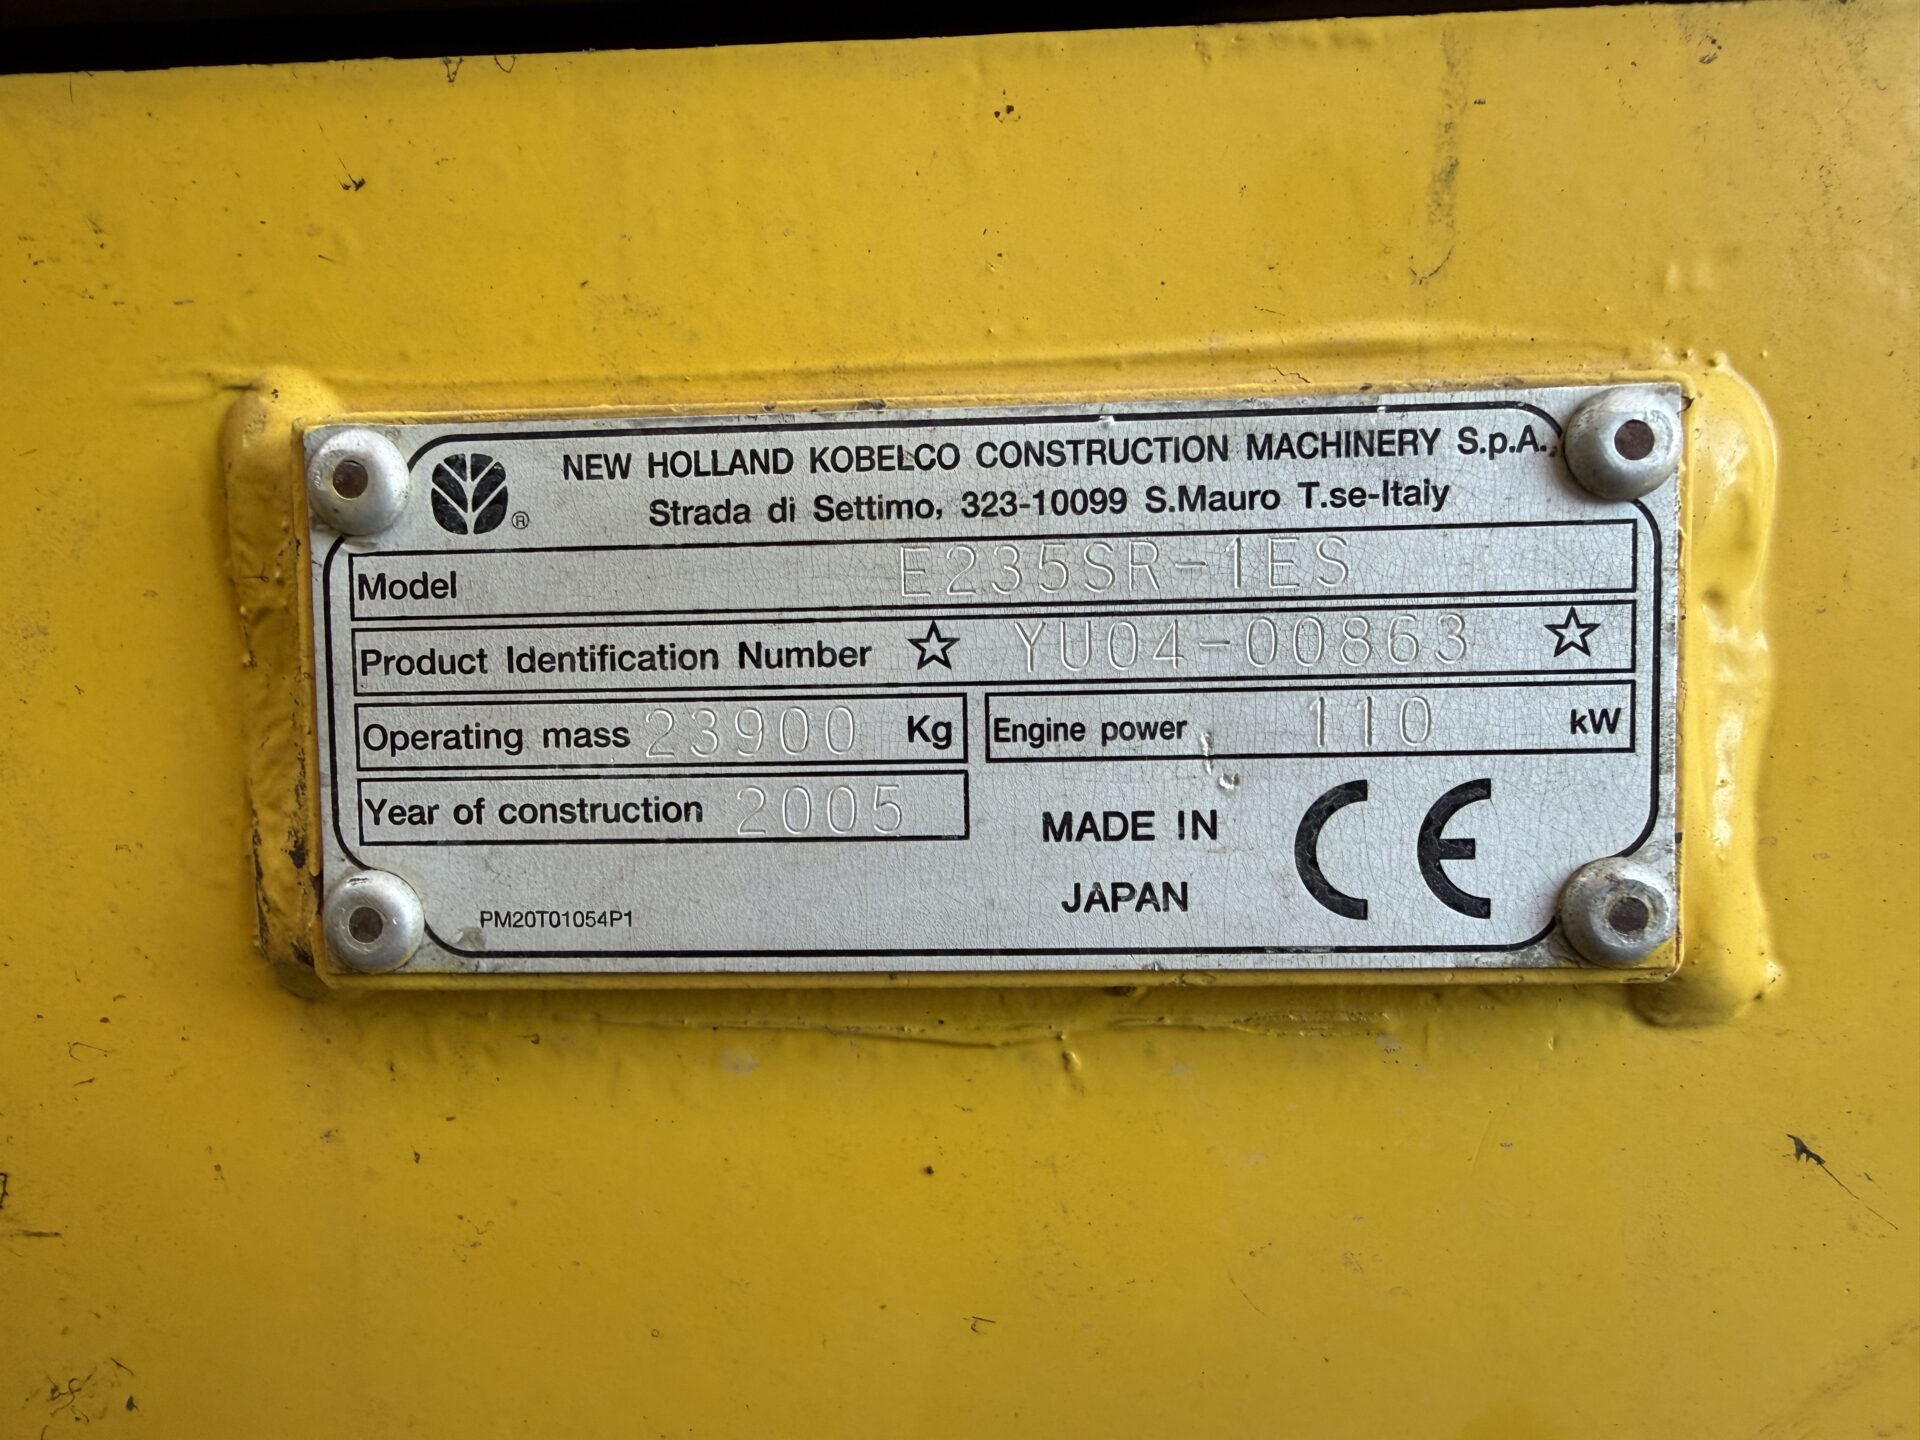 NEW HOLLAND KOBELCO CONSTRUCTION MACHINERY S.p.A.
Strada di Settimo, 323-10099 S.Mauro T.se-Italy
®
Model E235SR-1ES
Product Identification Number ☆ YU04-00863 ☆
Operating mass 23900 Kg Engine power 110 kW
Year of construction 2005
MADE IN
JAPAN
CE
PM20T01054P1